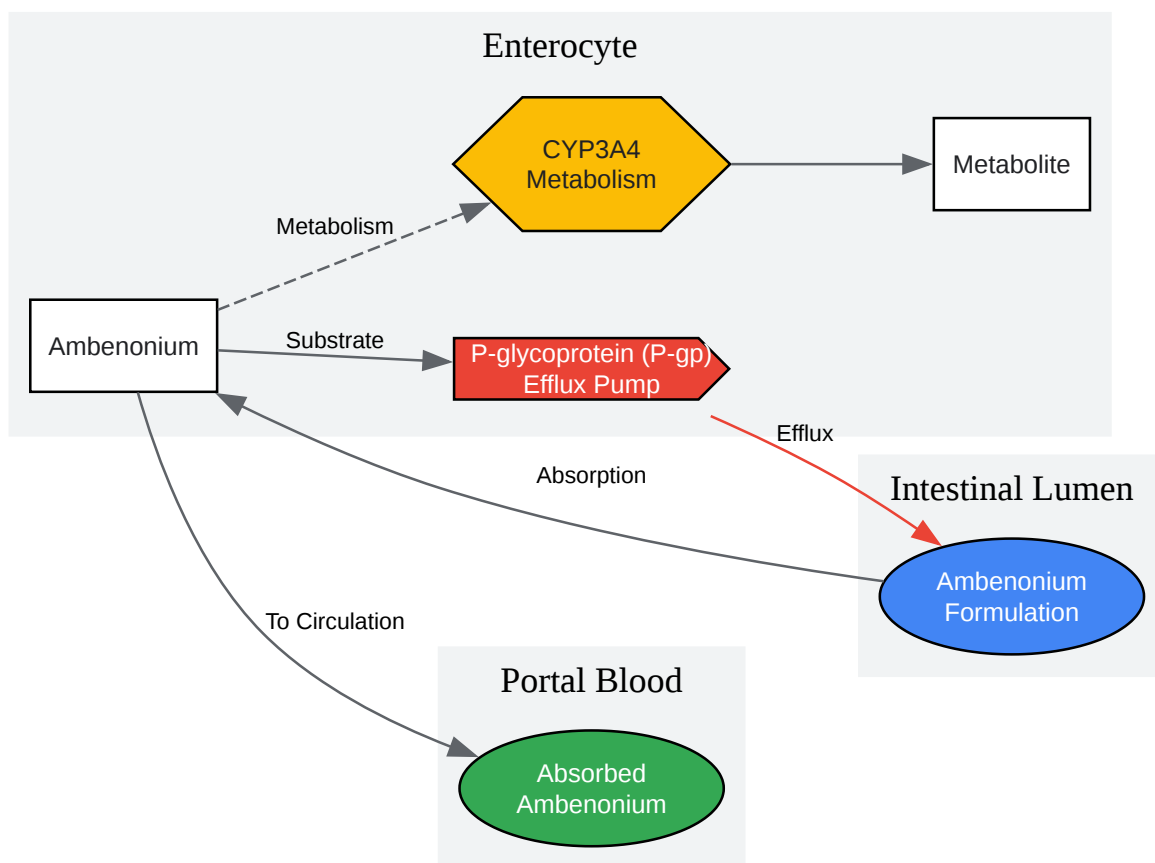 Enterocyte
CYP3A4
Metabolism
Metabolite
Metabolism
Ambenonium
Substrate
P-glycoprotein (P-gp)
Efflux Pump
Efflux
Absorption
Intestinal Lumen
Ambenonium
Formulation
To Circulation
Portal Blood
Absorbed
Ambenonium